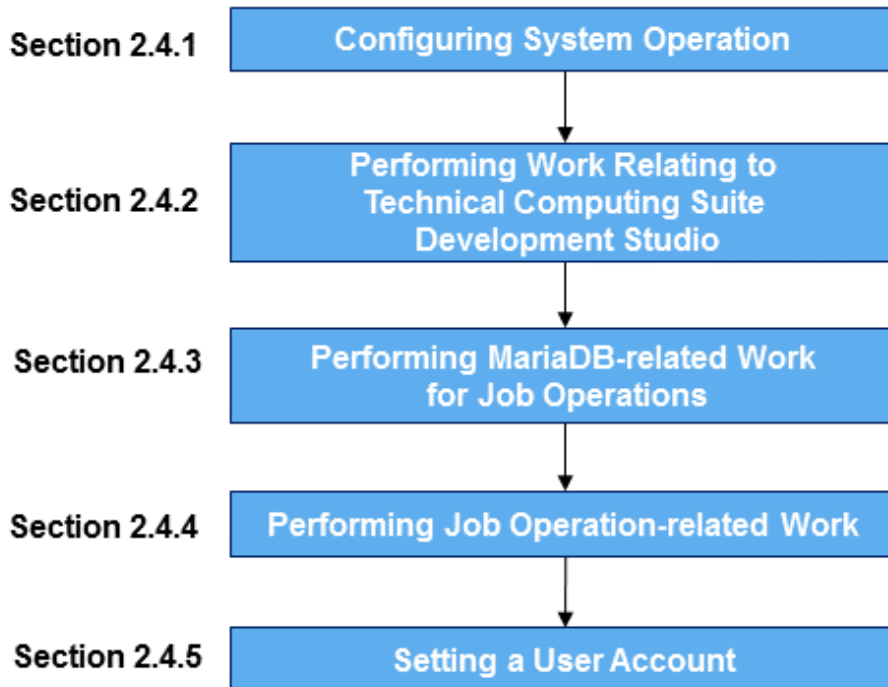 Section 2.4.1
Configuring System Operation
Section 2.4.2
Performing Work Relating to
Technical Computing Suite
Development Studio
Section 2.4.3
Performing MariaDB-related Work
for Job Operations
Section 2.4.4
Performing Job Operation-related Work
Section 2.4.5
Setting a User Account